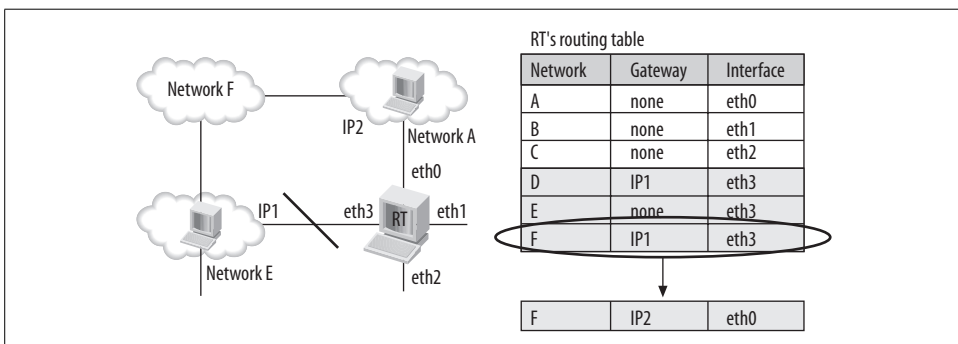 RT's routing table
Network Gateway Interface
A none eth0
B none eth1
C none eth2
D IP1 eth3
E none eth3
F IP1 eth3
F IP2 eth0
Network F
IP2
Network A
eth0
IP1
eth3
RT
eth1
Network E
eth2